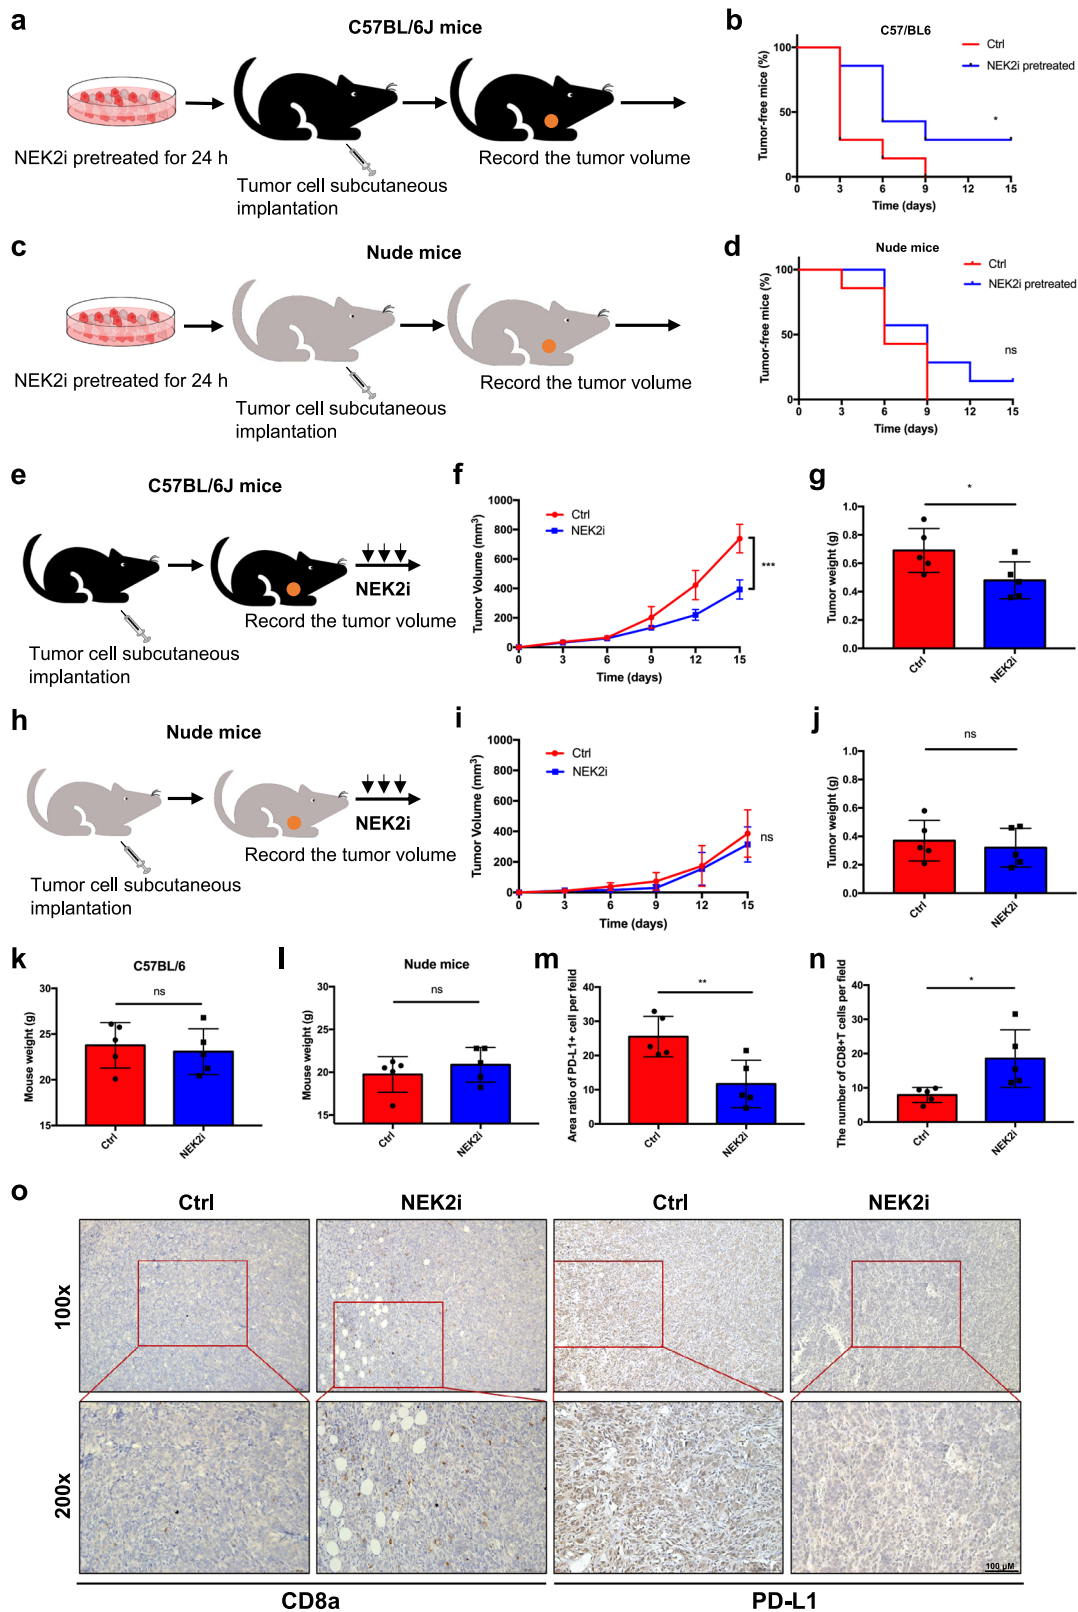 a
C57BL/6J mice
NEK2i pretreated for 24 h
Tumor cell subcutaneous
implantation
Record the tumor volume
b
C57/BL6
Tumor-free mice (%)
100
50
0
0 3 6 9 12 15
Time (days)
Ctrl
NEK2i pretreated
*
c
Nude mice
NEK2i pretreated for 24 h
Tumor cell subcutaneous
implantation
Record the tumor volume
d
Nude mice
Tumor-free mice (%)
100
50
0
0 3 6 9 12 15
Time (days)
Ctrl
NEK2i pretreated
ns
e
C57BL/6J mice
NEK2i
Record the tumor volume
Tumor cell subcutaneous
implantation
f
Tumor Volume (mm3)
1000
800
600
400
200
0
0 3 6 9 12 15
Time (days)
Ctrl
NEK2i
***
g
Tumor weight (g)
1.0
0.8
0.6
0.4
0.2
0.0
Ctrl
NEK2i
*
h
Nude mice
NEK2i
Record the tumor volume
Tumor cell subcutaneous
implantation
i
Tumor Volume (mm3)
1000
800
600
400
200
0
0 3 6 9 12 15
Time (days)
Ctrl
NEK2i
ns
j
Tumor weight (g)
1.0
0.8
0.6
0.4
0.2
0.0
Ctrl
NEK2i
ns
k
C57BL/6
Mouse weight (g)
30
25
20
15
Ctrl
NEK2i
ns
l
Nude mice
Mouse weight (g)
30
25
20
15
Ctrl
NEK2i
ns
m
Area ratio of PD-L1+ cell per feild
40
30
20
10
0
Ctrl
NEK2i
**
n
The number of CD8+T cells per field
40
30
20
10
0
Ctrl
NEK2i
*
o
Ctrl NEK2i Ctrl NEK2i
100x
200x
100 μM
CD8a PD-L1